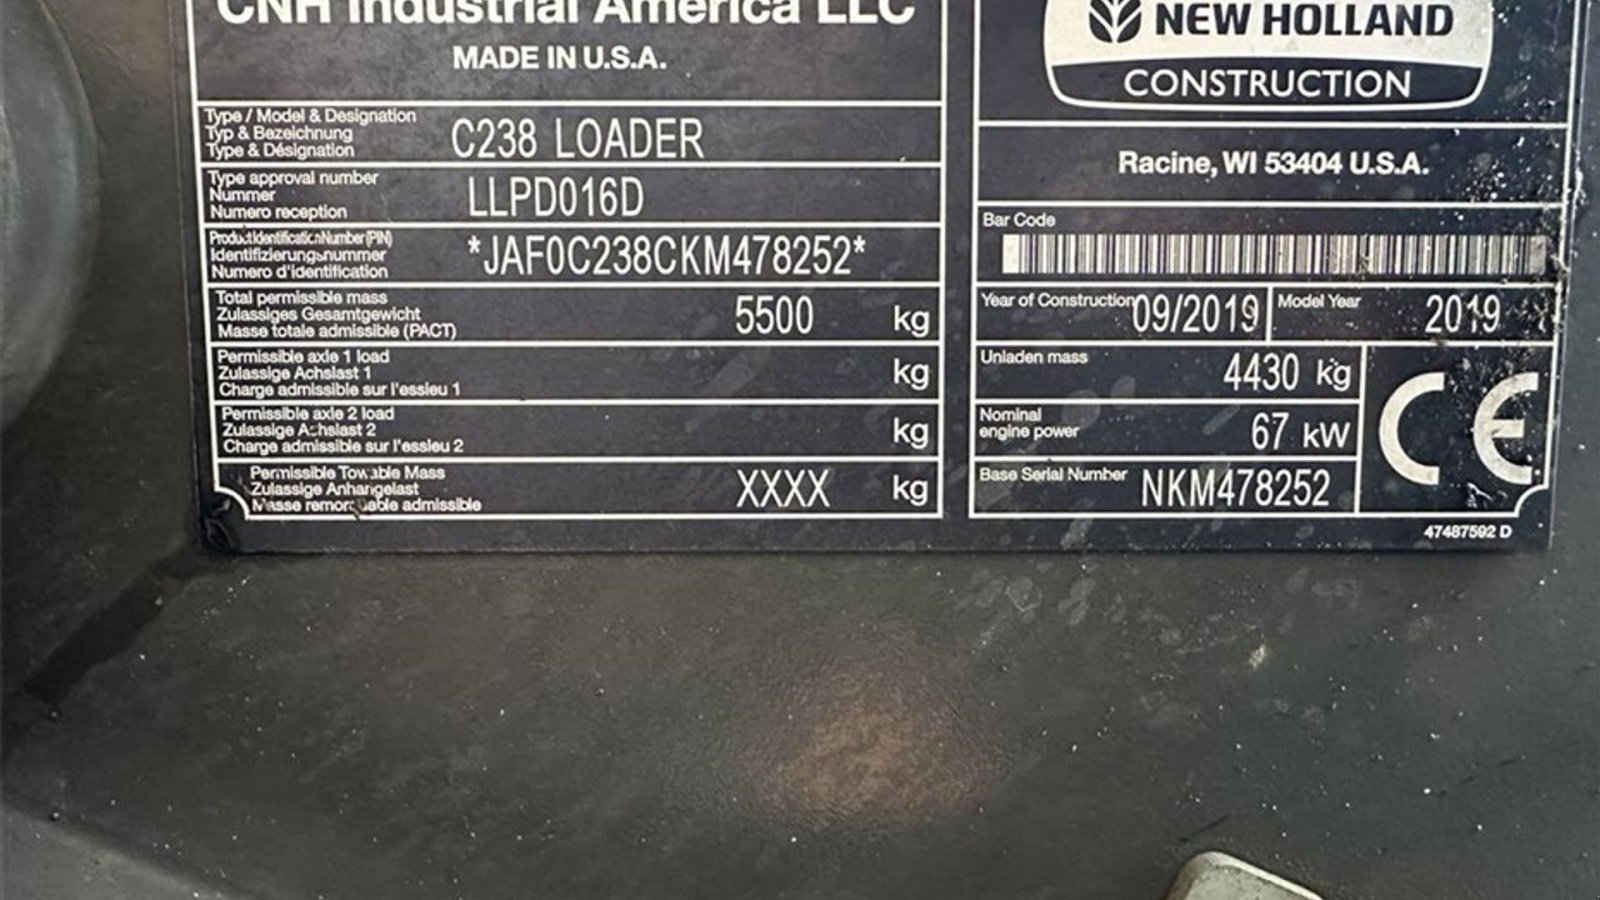 CNH Industrial America LLC
MADE IN U.S.A.
Type / Model & Designation
Typ & Bezeichnung
Type & Désignation
C238 LOADER
Type approval number
Nummer
Numero reception
LLPD016D
Product Identification Number (PIN)
Identifizierungsnummer
Numero d'identification
*JAF0C238CKM478252*
Total permissible mass
Zulassiges Gesamtgewicht
Masse totale admissible (PACT)
5500 kg
Permissible axle 1 load
Zulassige Achslast 1
Charge admissible sur l'essieu 1
kg
Permissible axle 2 load
Zulassige Achslast 2
Charge admissible sur l'essieu 2
kg
Permissible Towable Mass
Zulassige Anhangelast
Masse remorquable admissible
XXXX kg
NEW HOLLAND
CONSTRUCTION
Racine, WI 53404 U.S.A.
Bar Code
Year of Construction 09/2019
Model Year 2019
Unladen mass
4430 kg
Nominal
engine power
67 kW
Base Serial Number NKM478252
CE
47487592 D